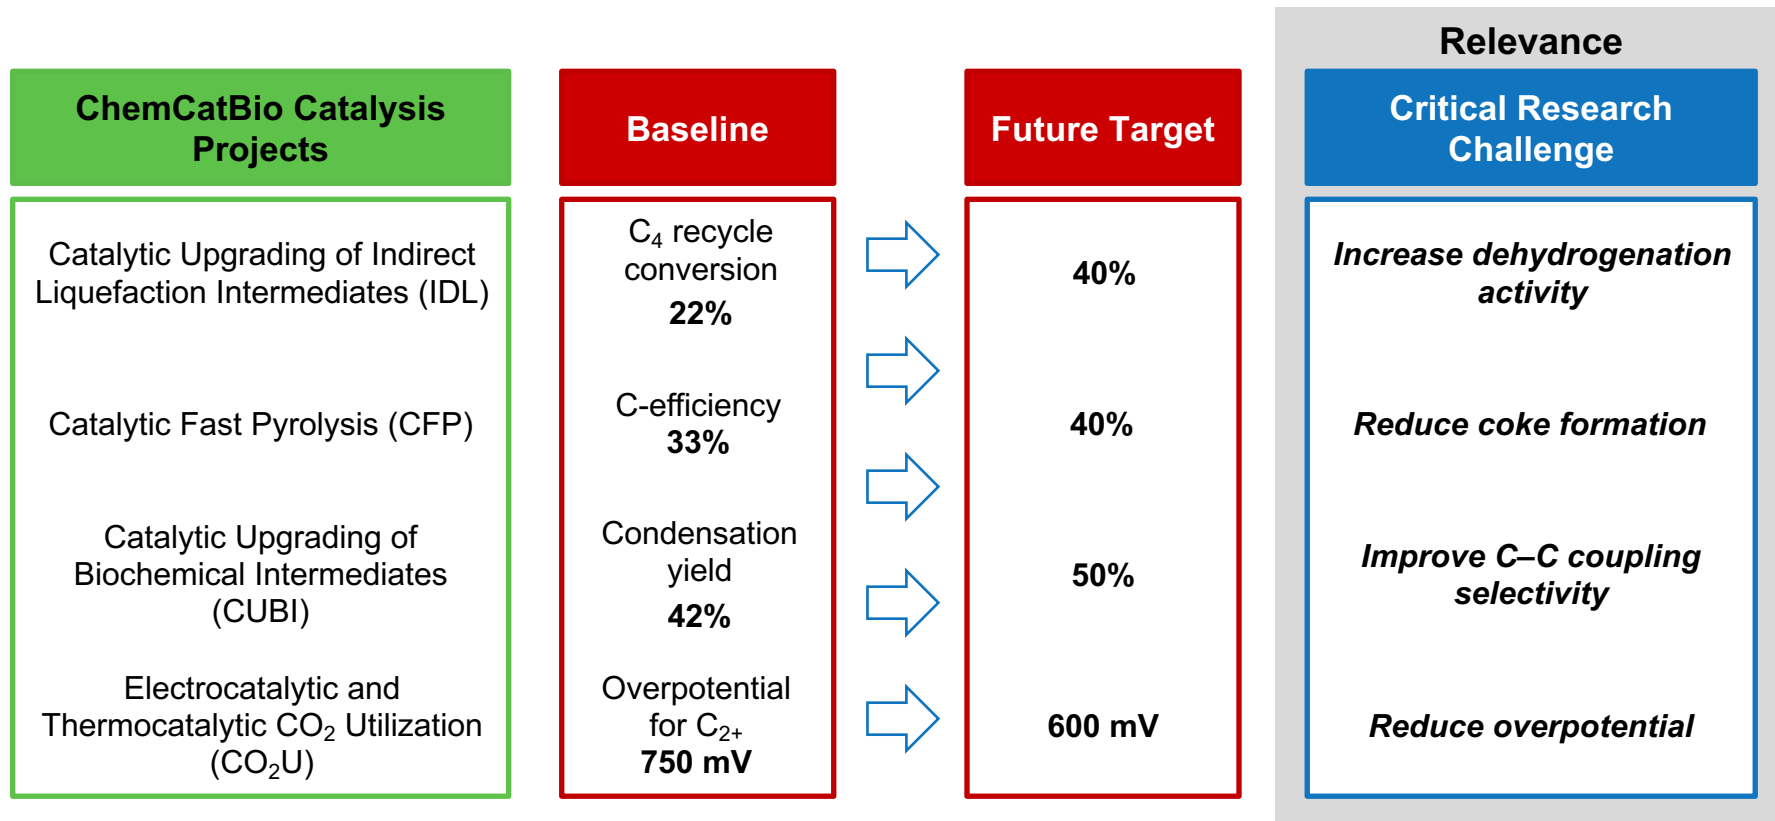 Relevance
ChemCatBio Catalysis
Projects
Baseline
Future Target
Critical Research
Challenge
Catalytic Upgrading of Indirect
Liquefaction Intermediates (IDL)
C₄ recycle
conversion
22%
40%
Increase dehydrogenation
activity
Catalytic Fast Pyrolysis (CFP)
C-efficiency
33%
40%
Reduce coke formation
Catalytic Upgrading of
Biochemical Intermediates
(CUBI)
Condensation
yield
42%
50%
Improve C–C coupling
selectivity
Electrocatalytic and
Thermocatalytic CO₂ Utilization
(CO₂U)
Overpotential
for C₂₊
750 mV
600 mV
Reduce overpotential